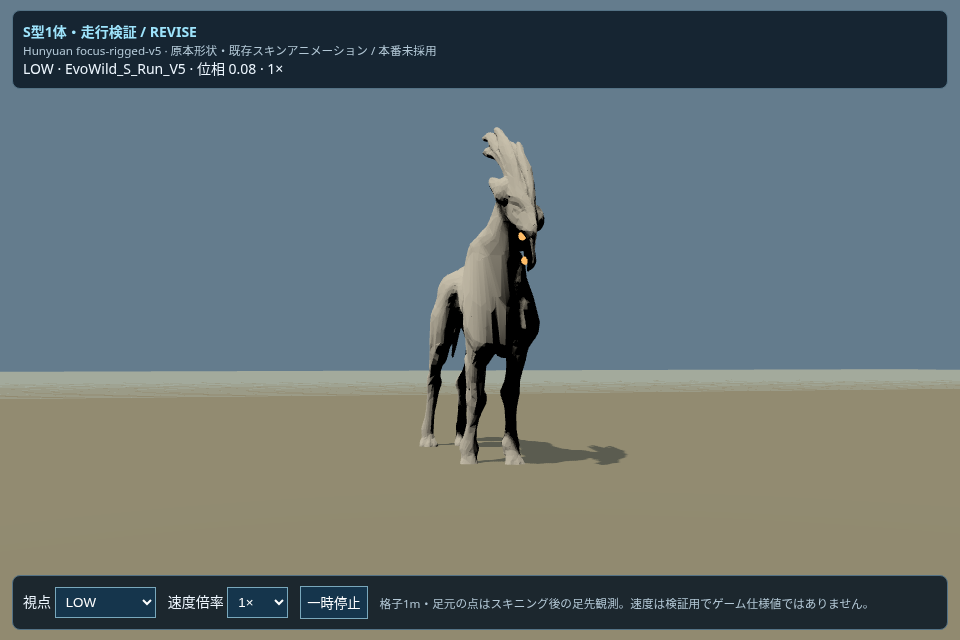 S型1体・走行検証 / REVISE
Hunyuan focus-rigged-v5 · 原本形状・既存スキンアニメーション / 本番未採用
LOW · EvoWild_S_Run_V5 · 位相 0.08 · 1×
視点 LOW 速度倍率 1× 一時停止 格子1m・足元の点はスキニング後の足先観測。速度は検証用でゲーム仕様値ではありません。